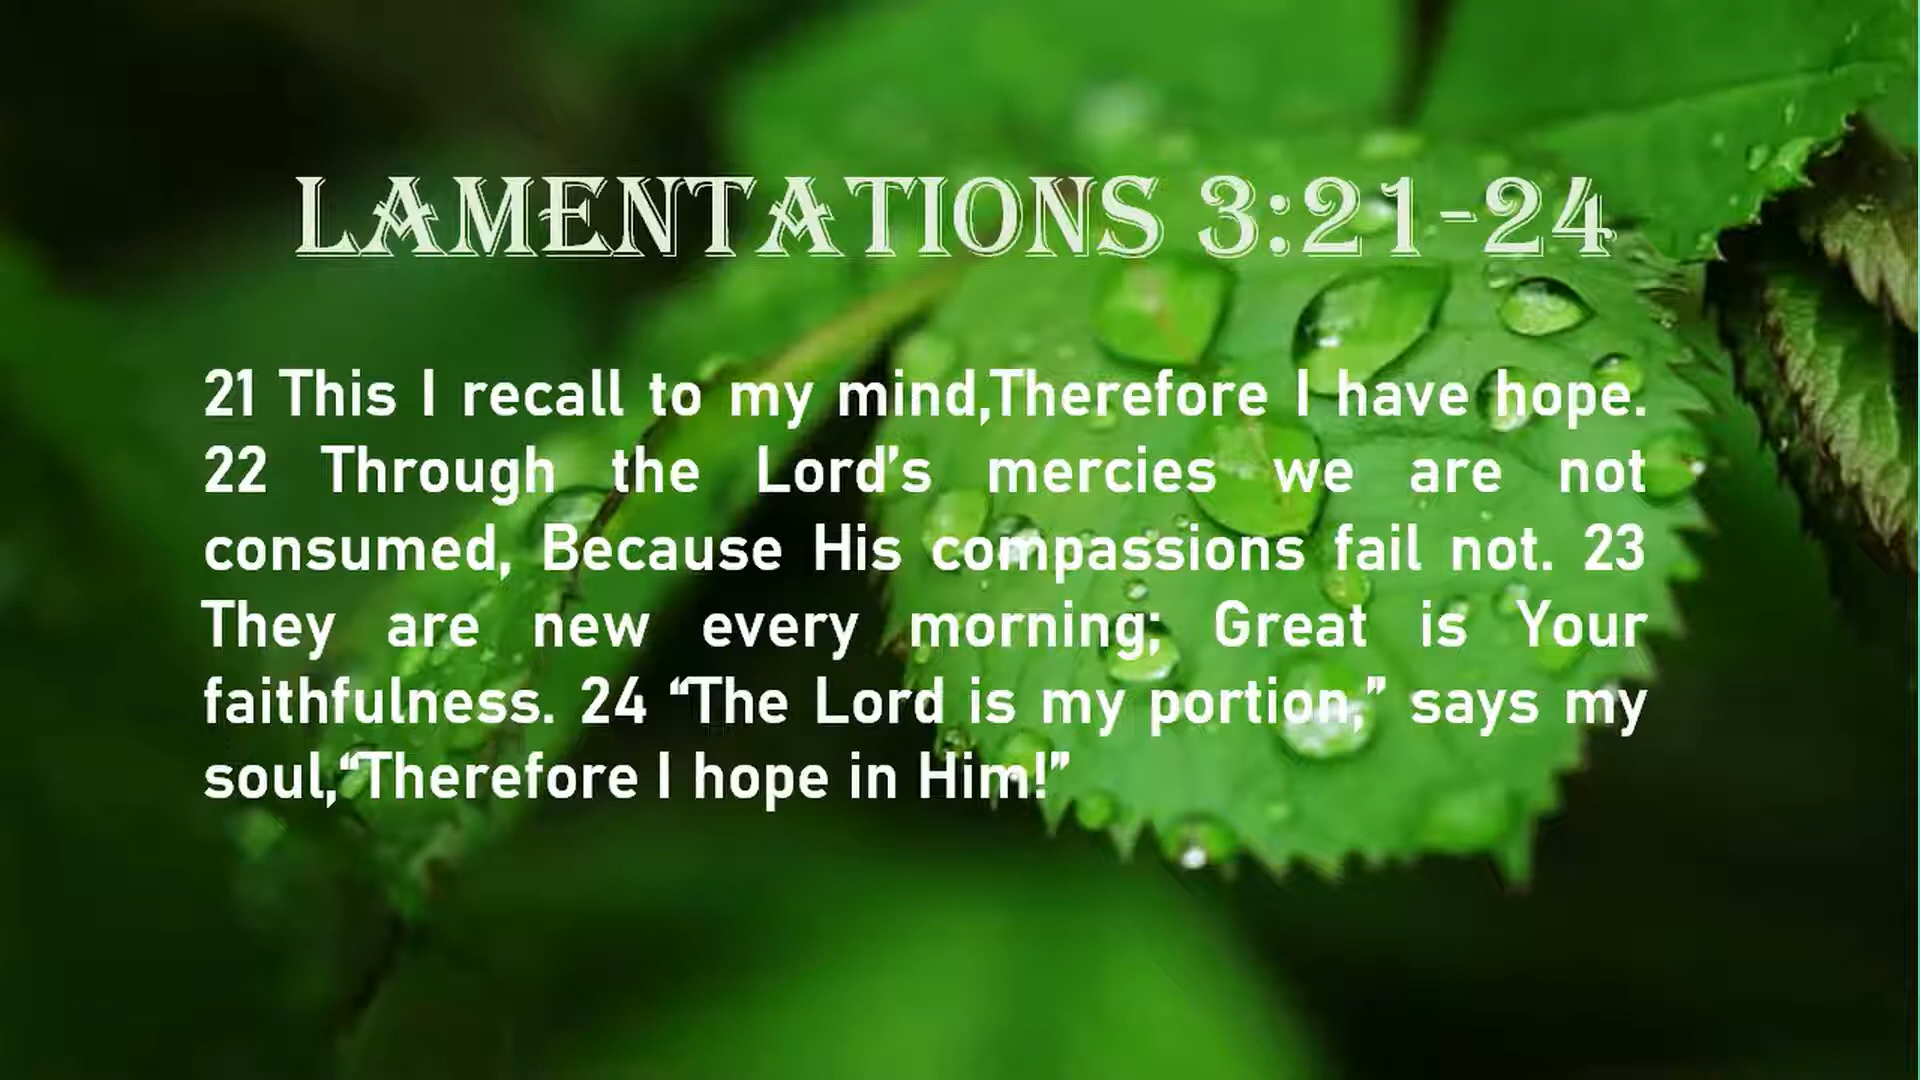 LAMENTATIONS 3:21-24
21 This I recall to my mind,Therefore I have hope.
22 Through the Lord’s mercies we are not
consumed, Because His compassions fail not. 23
They are new every morning; Great is Your
faithfulness. 24 “The Lord is my portion,” says my
soul,“Therefore I hope in Him!”